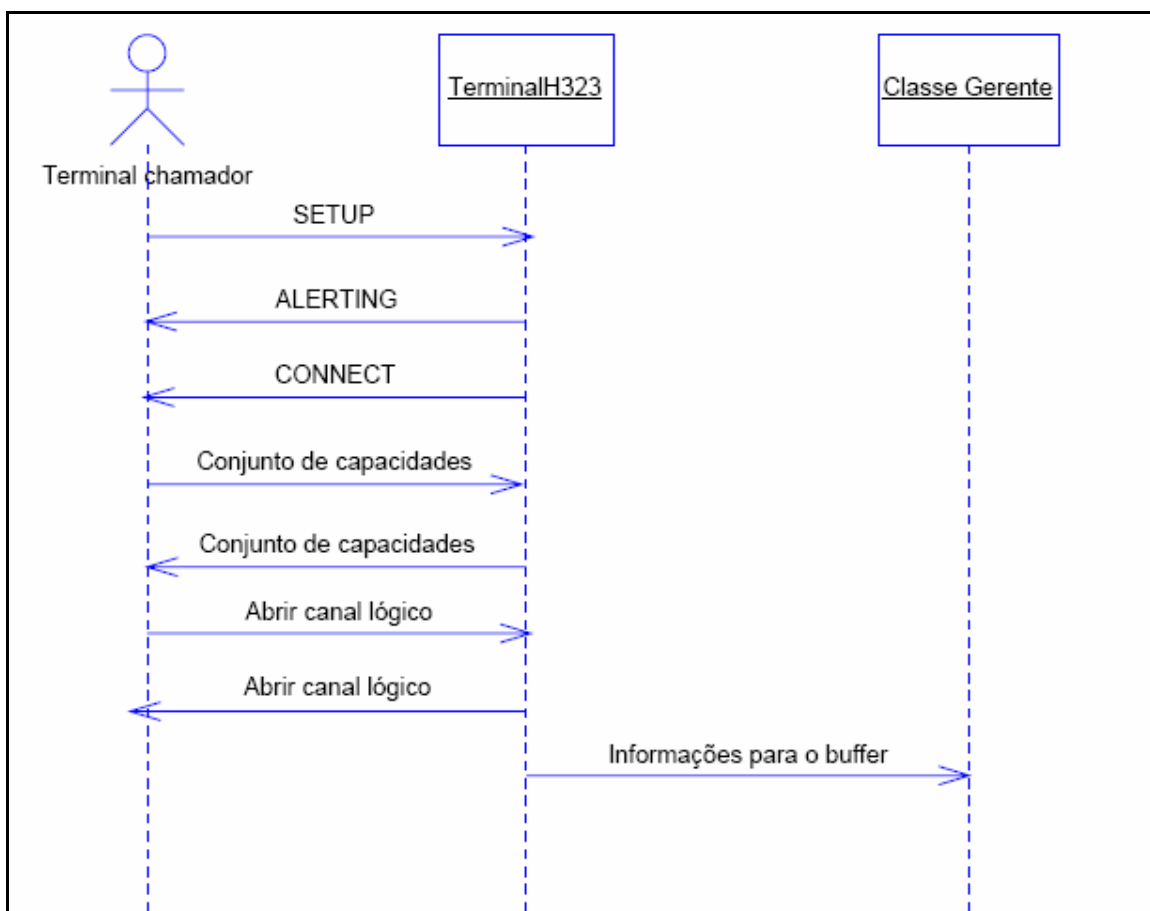 TerminalH323
Classe Gerente
Terminal chamador
SETUP
ALERTING
CONNECT
Conjunto de capacidades
Conjunto de capacidades
Abrir canal lógico
Abrir canal lógico
Informações para o buffer